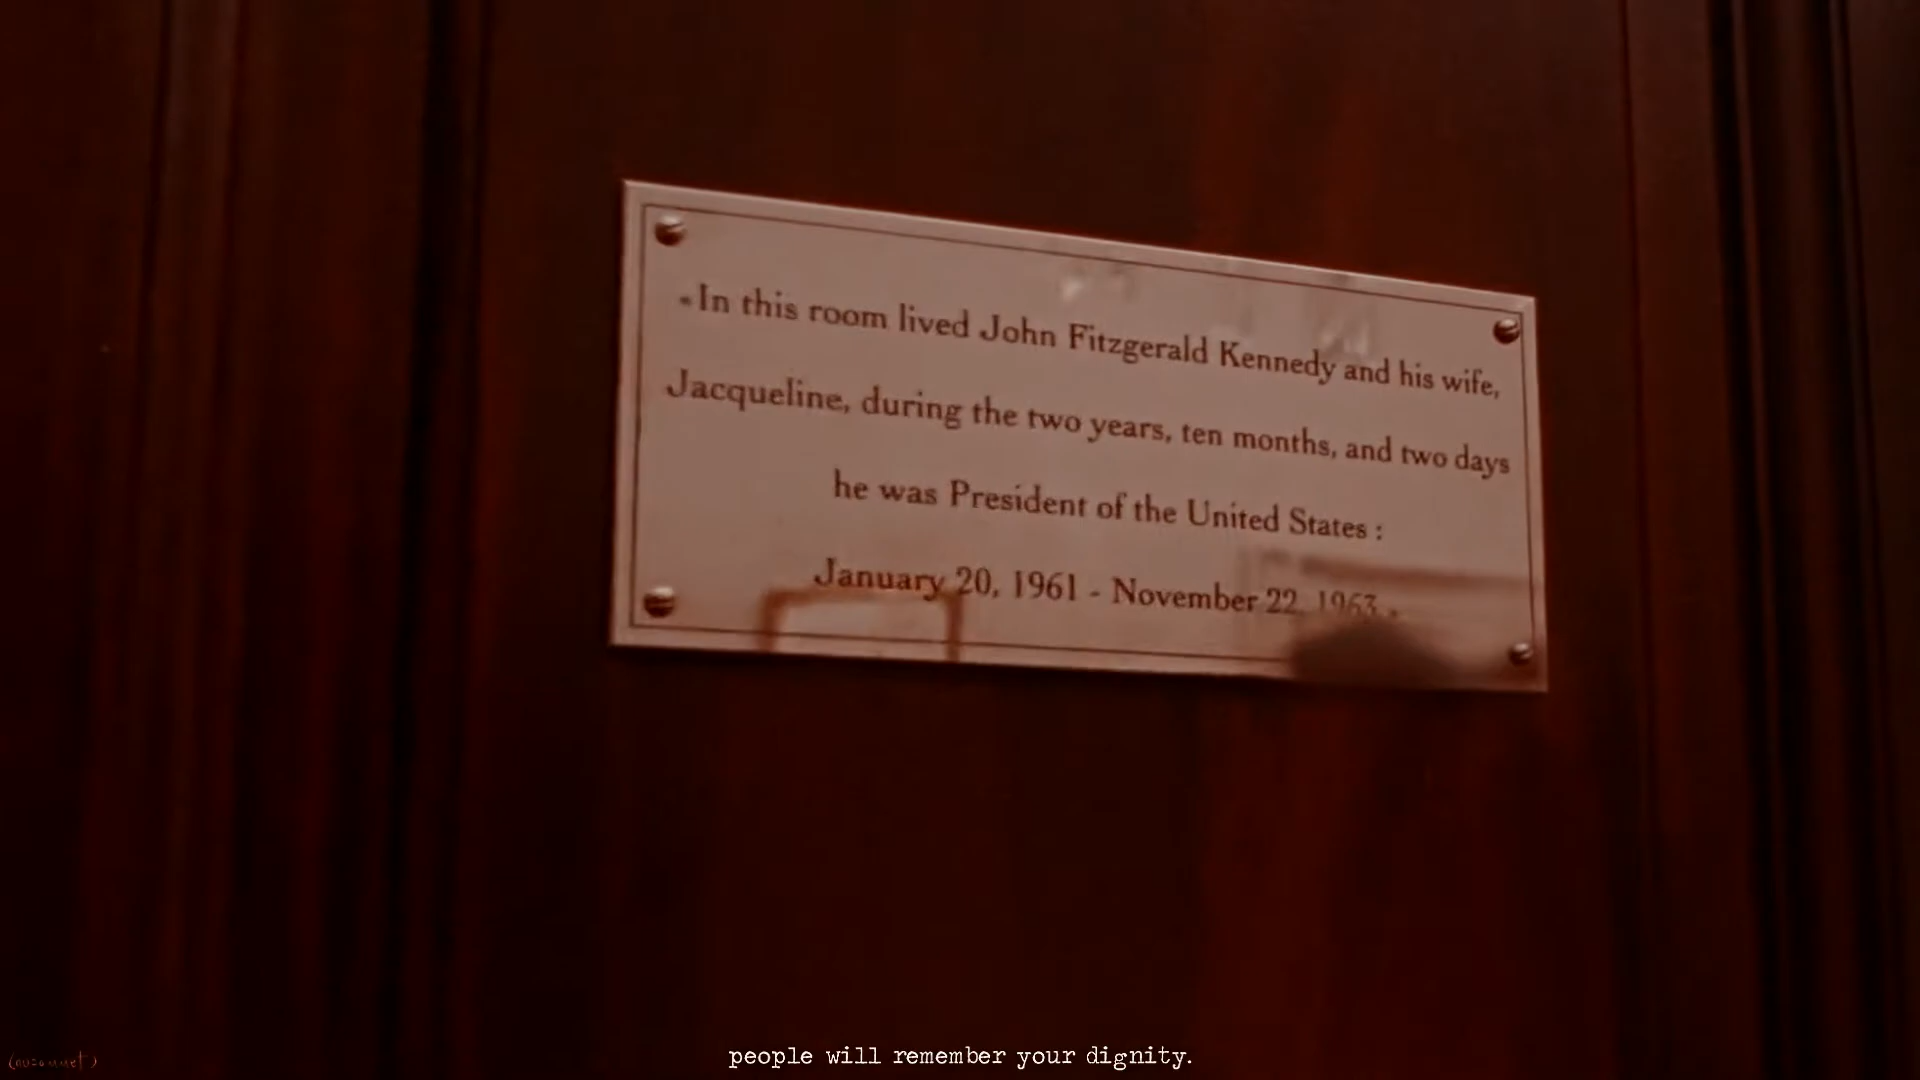 «In this room lived John Fitzgerald Kennedy and his wife,
Jacqueline, during the two years, ten months, and two days
he was President of the United States :
January 20, 1961 - November 22, 1963.»
people will remember your dignity.